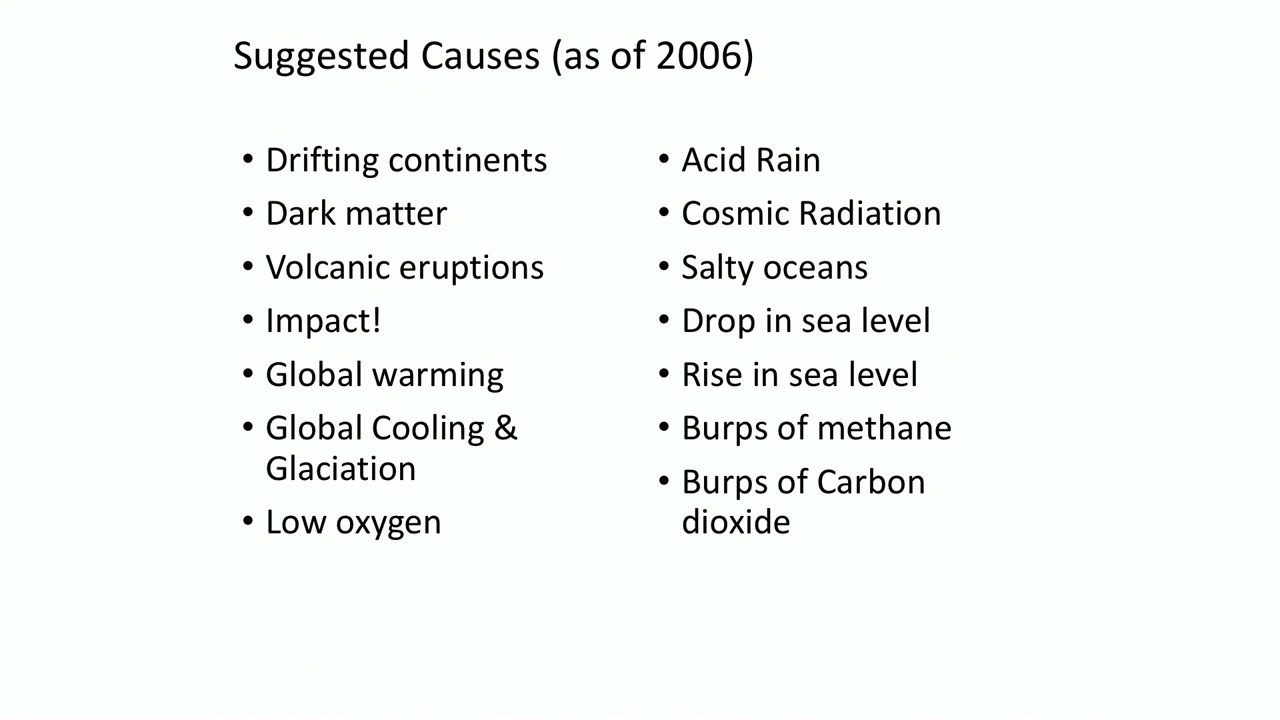 Suggested Causes (as of 2006)
• Drifting continents
• Dark matter
• Volcanic eruptions
• Impact!
• Global warming
• Global Cooling &
Glaciation
• Low oxygen
• Acid Rain
• Cosmic Radiation
• Salty oceans
• Drop in sea level
• Rise in sea level
• Burps of methane
• Burps of Carbon
dioxide